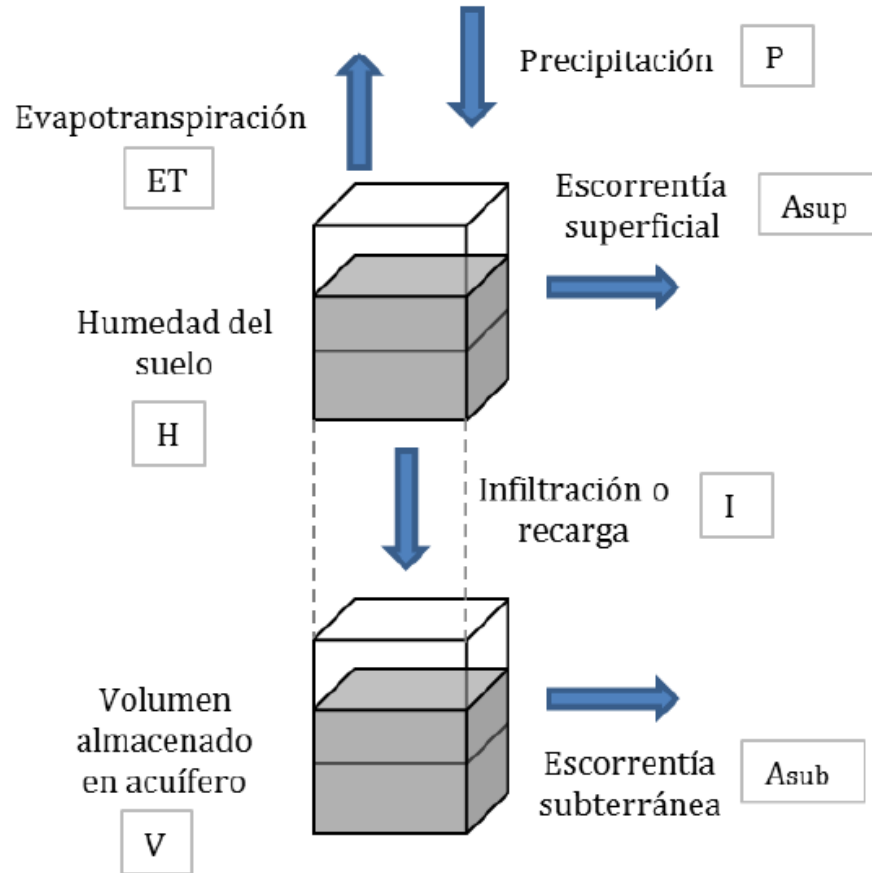 Precipitación
P
Evapotranspiración
ET
Escorrentía
superficial
Asup
Humedad del
suelo
H
Infiltración o
recarga
I
Volumen
almacenado
en acuífero
V
Escorrentía
subterránea
Asub